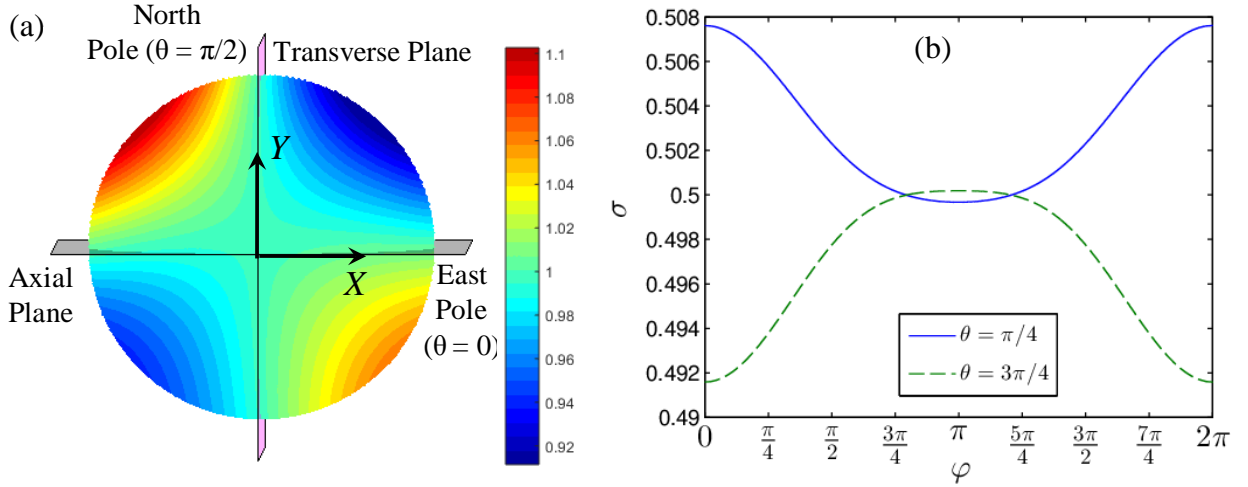 (a)
North
Pole (θ = π/2)
Transverse Plane
Y
X
Axial
Plane
East
Pole
(θ = 0)
1.1
1.08
1.06
1.04
1.02
1
0.98
0.96
0.94
0.92
(b)
0.508
0.506
0.504
0.502
0.5
0.498
0.496
0.494
0.492
0.49
σ
θ = π/4
θ = 3π/4
0 π/4 π/2 3π/4 π 5π/4 3π/2 7π/4 2π
φ